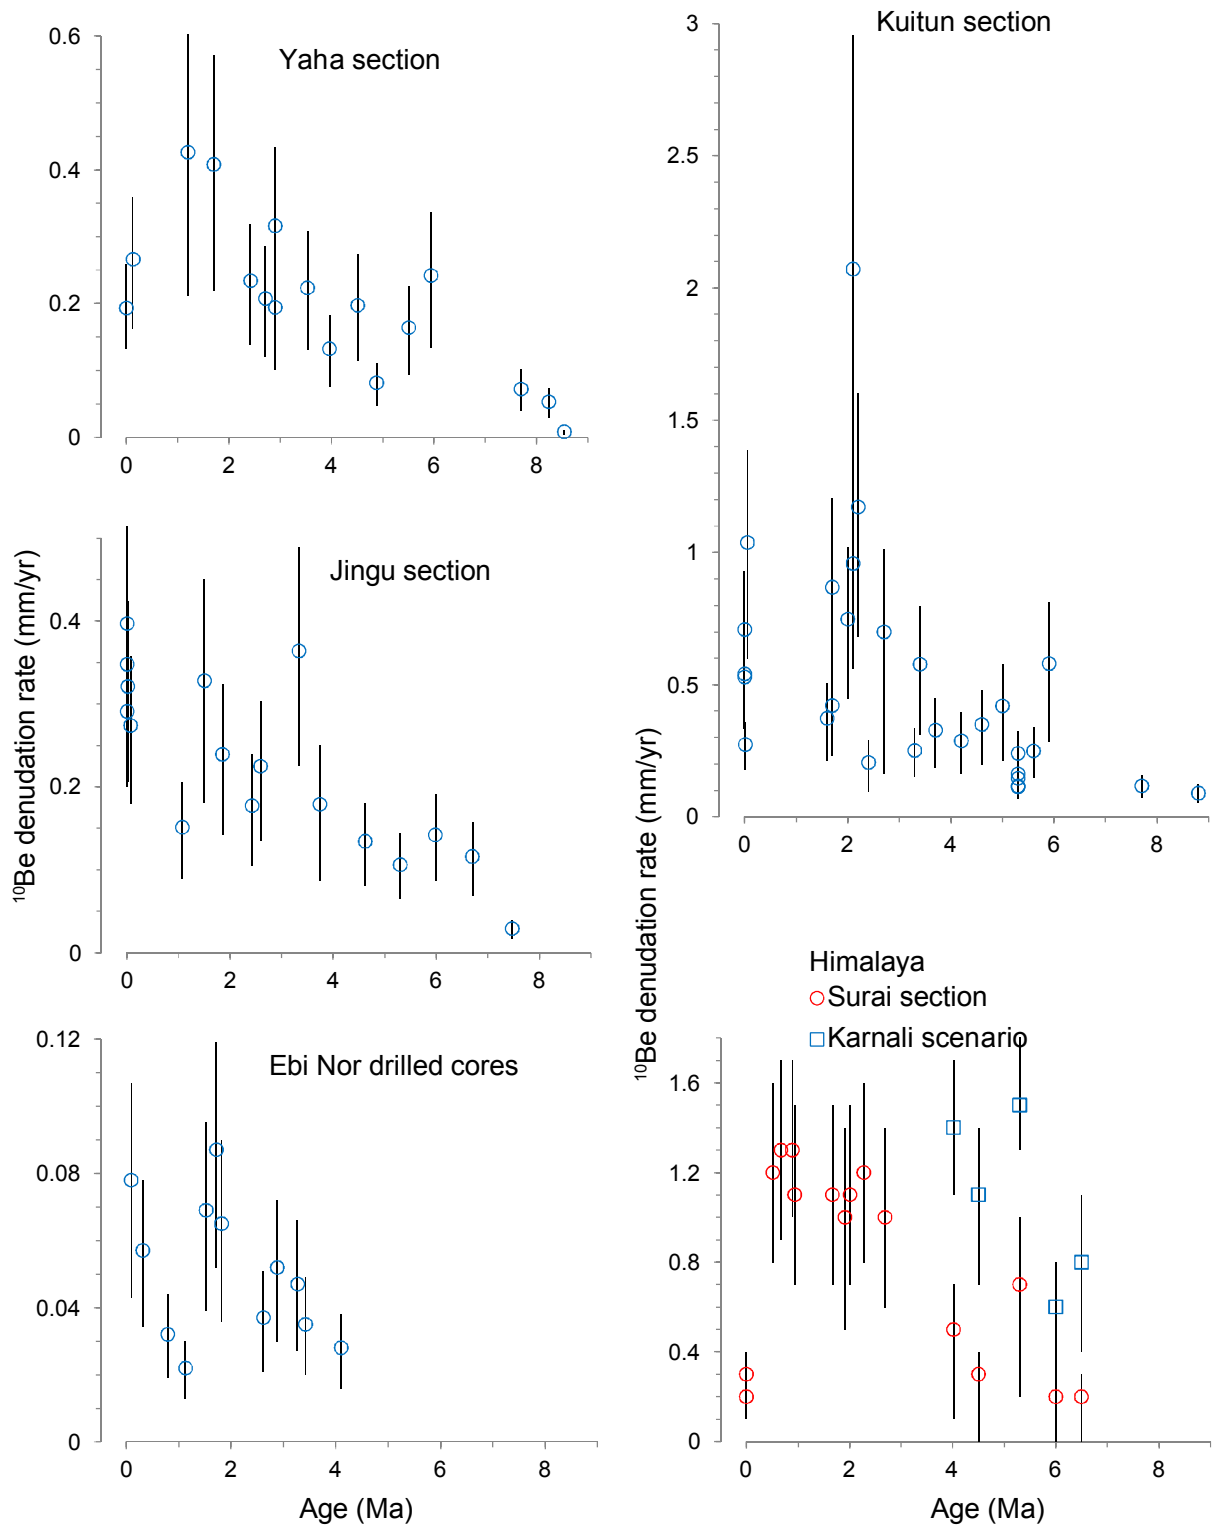 Yaha section
0.6
0.4
0.2
0
0 2 4 6 8
Jingu section
0.4
0.2
0
0 2 4 6 8
Ebi Nor drilled cores
0.12
0.08
0.04
0
0 2 4 6 8
Age (Ma)
¹⁰Be denudation rate (mm/yr)
Kuitun section
3
2.5
2
1.5
1
0.5
0
0 2 4 6 8
Himalaya
Surai section
Karnali scenario
1.6
1.2
0.8
0.4
0
0 2 4 6 8
Age (Ma)
¹⁰Be denudation rate (mm/yr)